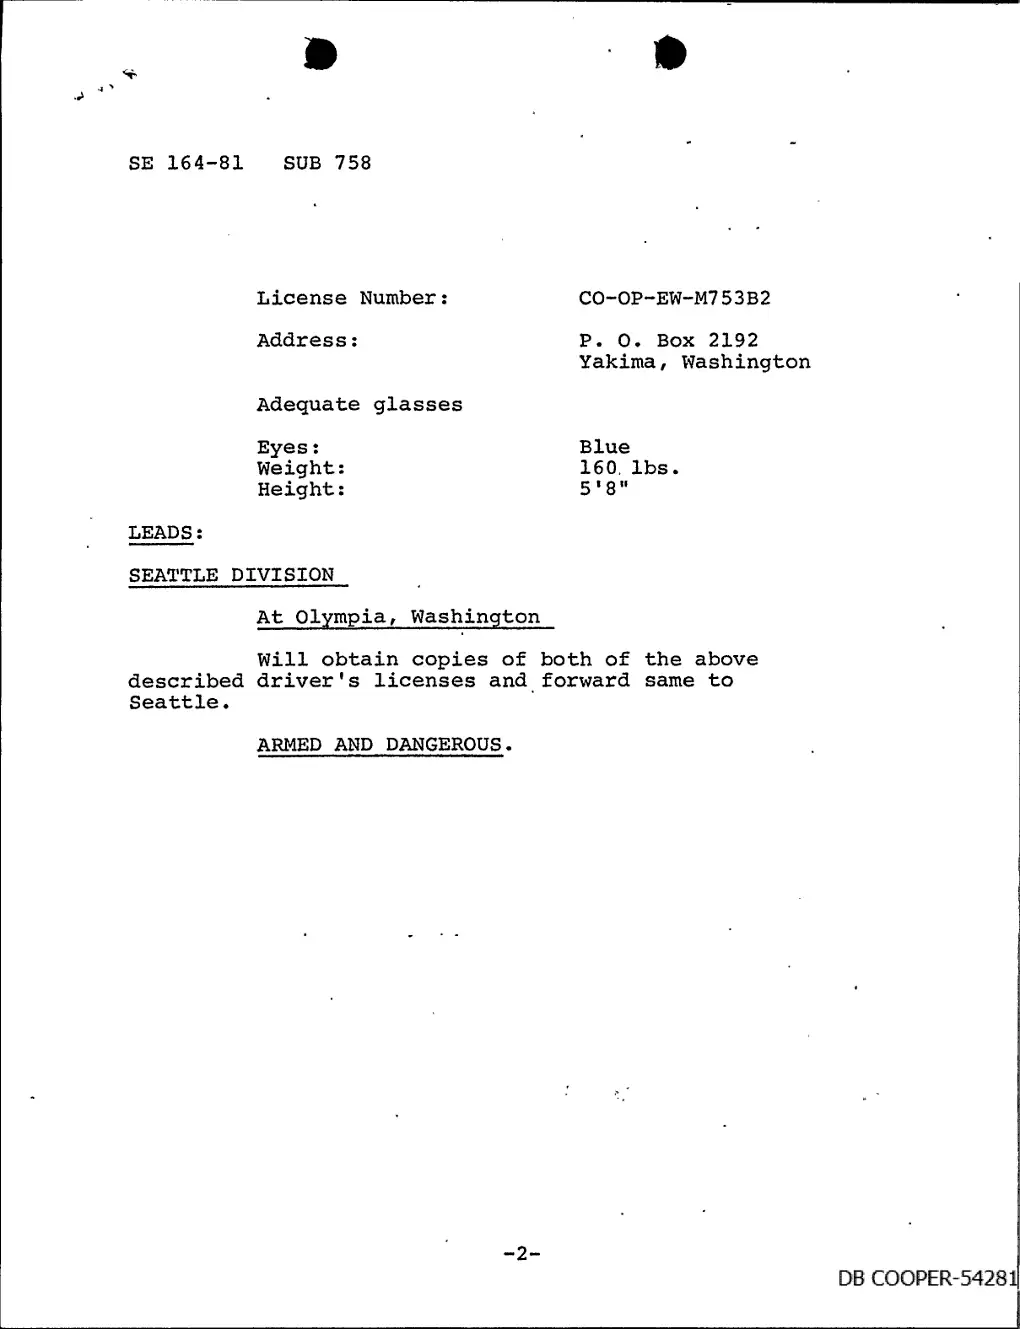 SE 164-81 SUB 758
License Number: CO-OP-EW-M753B2
Address: P. O. Box 2192
Yakima, Washington
Adequate glasses
Eyes: Blue
Weight: 160 lbs.
Height: 5'8"
LEADS:
SEATTLE DIVISION
At Olympia, Washington
Will obtain copies of both of the above
described driver's licenses and forward same to
Seattle.
ARMED AND DANGEROUS.
-2-
DB COOPER-54281